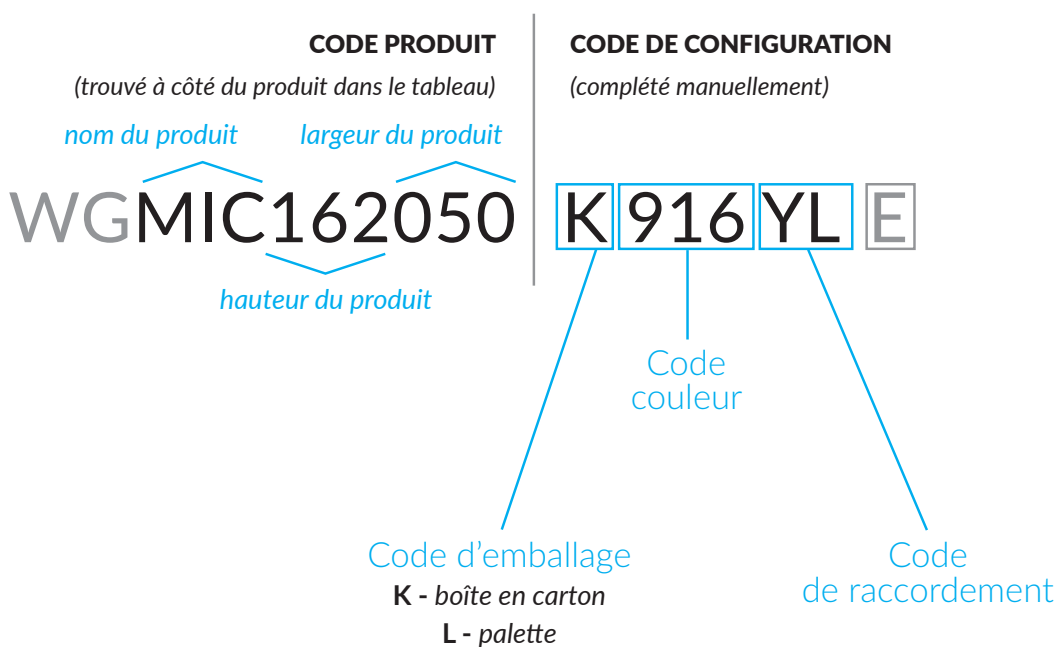 CODE PRODUIT
(trouvé à côté du produit dans le tableau)
CODE DE CONFIGURATION
(complété manuellement)
nom du produit
largeur du produit
WGMIC162050 K 916 YL E
hauteur du produit
Code
couleur
Code d'emballage
K - boîte en carton
L - palette
Code
de raccordement